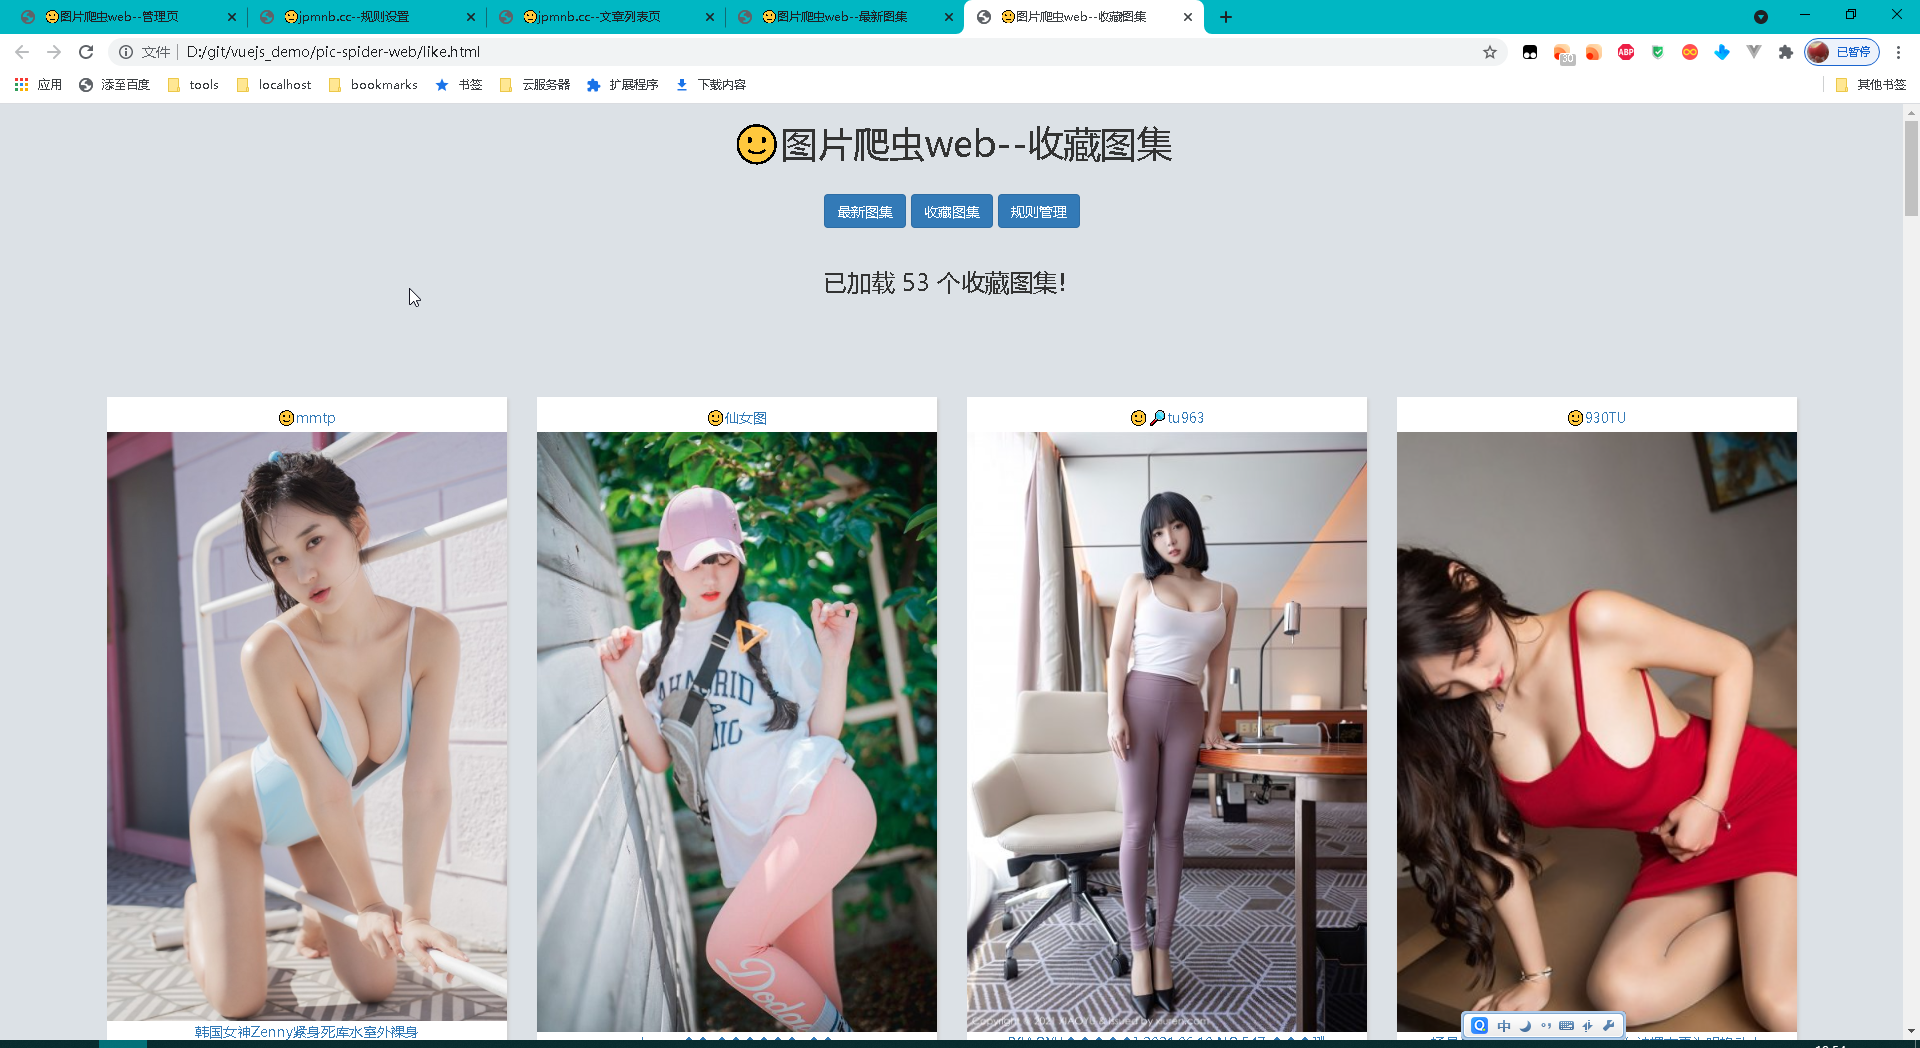 图片爬虫web--管理页
jpmnb.cc--规则设置
jpmnb.cc--文章列表页
图片爬虫web--最新图集
图片爬虫web--收藏图集
文件 D:/git/vuejs_demo/pic-spider-web/like.html
30
ABP
已暂停
应用 添至百度 tools localhost bookmarks 书签 云服务器 扩展程序 下载内容 其他书签
图片爬虫web--收藏图集
最新图集 收藏图集 规则管理
已加载 53 个收藏图集!
mmtp
仙女图
tu963
930TU
中
韩国女神Zenny紧身死库水室外裸身